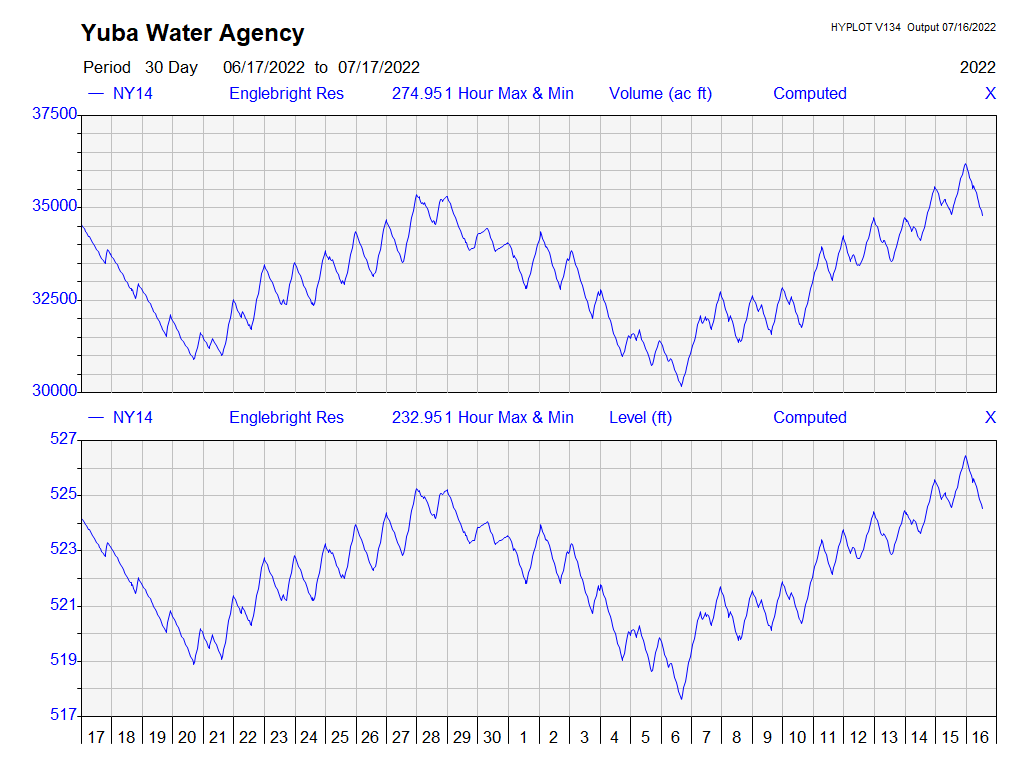 Yuba Water Agency
HYPLOT V134 Output 07/16/2022
Period 30 Day 06/17/2022 to 07/17/2022 2022
NY14 Englebright Res 274.951 Hour Max & Min Volume (ac ft) Computed X
37500
35000
32500
30000
NY14 Englebright Res 232.951 Hour Max & Min Level (ft) Computed X
527
525
523
521
519
517
17 18 19 20 21 22 23 24 25 26 27 28 29 30 1 2 3 4 5 6 7 8 9 10 11 12 13 14 15 16